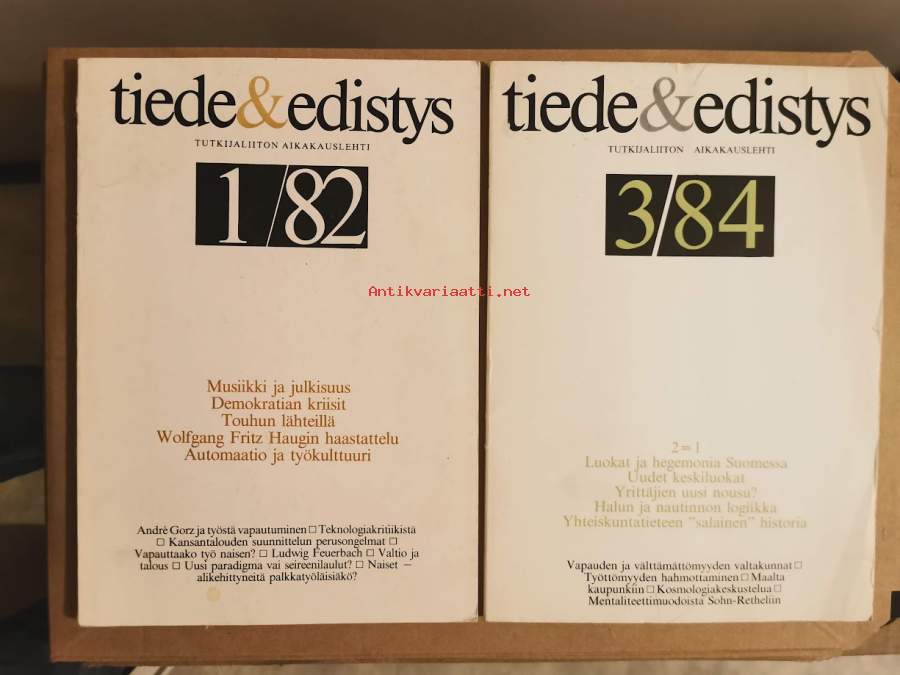 tiede&edistys
TUTKIJALIITON AIKAKAUSLEHTI
1/82
Musiikki ja julkisuus
Demokratian kriisit
Touhun lähteillä
Wolfgang Fritz Haugin haastattelu
Automaatio ja työkulttuuri
André Gorz ja työstä vapautuminen □ Teknologiakritiikistä
□ Kansantalouden suunnittelun perusongelmat □
Vapauttaako työ naisen? □ Ludwig Feuerbach □ Valtio ja
talous □ Uusi paradigma vai seireenilaulut? □ Naiset —
alikehittyneitä palkkatyöläisiäkö?
tiede&edistys
TUTKIJALIITON AIKAKAUSLEHTI
3/84
2=1
Luokat ja hegemonia Suomessa
Uudet keskiluokat
Yrittäjien uusi nousu?
Halun ja nautinnon logiikka
Yhteiskuntatieteen "salainen" historia
Vapauden ja välttämättömyyden valtakunnat □
Työttömyyden hahmottaminen □ Maalta
kaupunkiin □ Kosmologiakeskustelua □
Mentaliteettimuodoista Sohn-Retheliin
Antikvariaatti.net